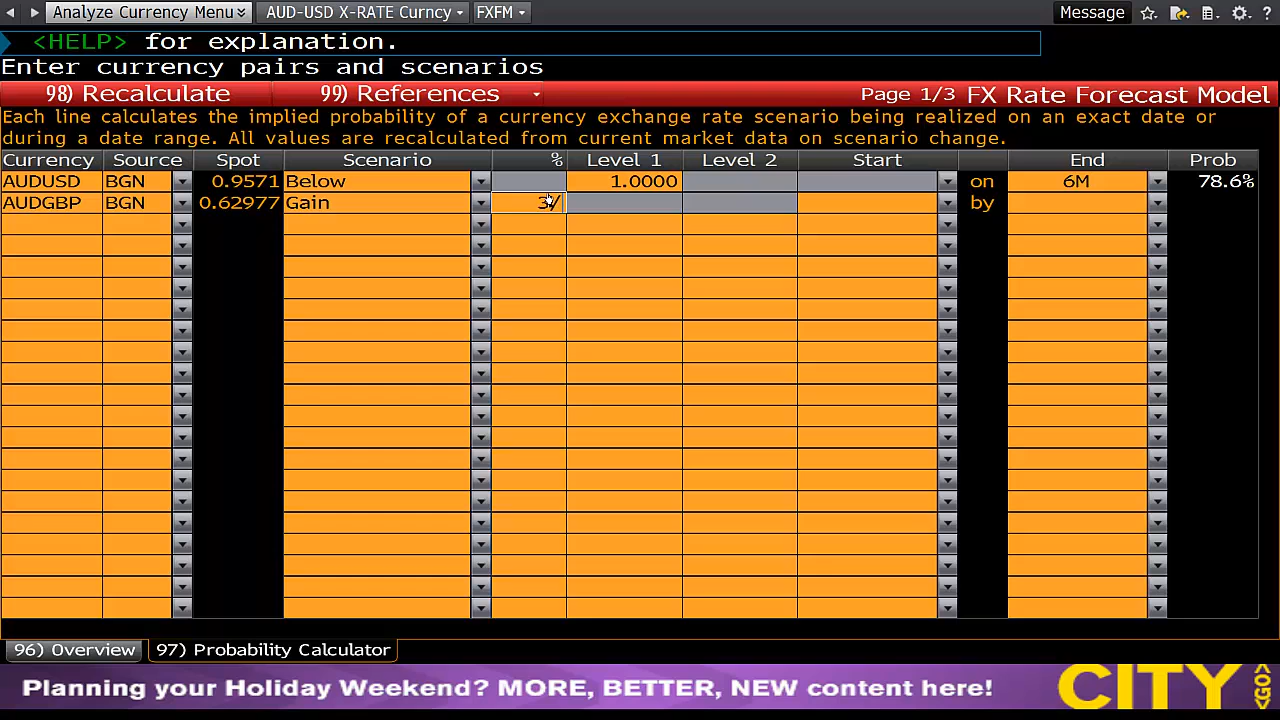 Analyze Currency Menu AUD-USD X-RATE Curncy FXFM Message ?
<HELP> for explanation.
Enter currency pairs and scenarios
98) Recalculate 99) References Page 1/3 FX Rate Forecast Model
Each line calculates the implied probability of a currency exchange rate scenario being realized on an exact date or
during a date range. All values are recalculated from current market data on scenario change.
Currency Source Spot Scenario % Level 1 Level 2 Start End Prob
AUDUSD BGN 0.9571 Below 1.0000 on 6M 78.6%
AUDGBP BGN 0.62977 Gain by
96) Overview 97) Probability Calculator
Planning your Holiday Weekend? MORE, BETTER, NEW content here! CITY <GO>